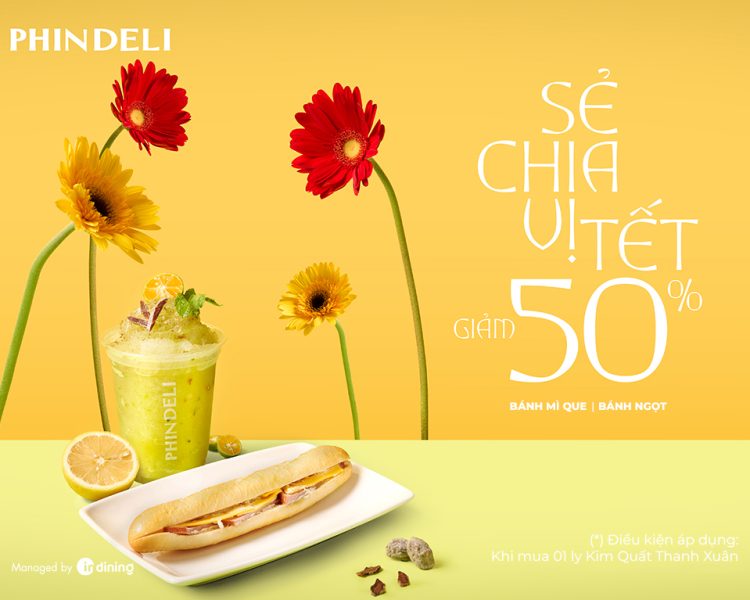 PHINDELI
SẺ
CHIA
VỊ TẾT
GIẢM 50%
BÁNH MÌ QUE | BÁNH NGỌT
PHINDELI
(*) Điều kiện áp dụng:
Khi mua 01 ly Kim Quất Thanh Xuân
Managed by in dining